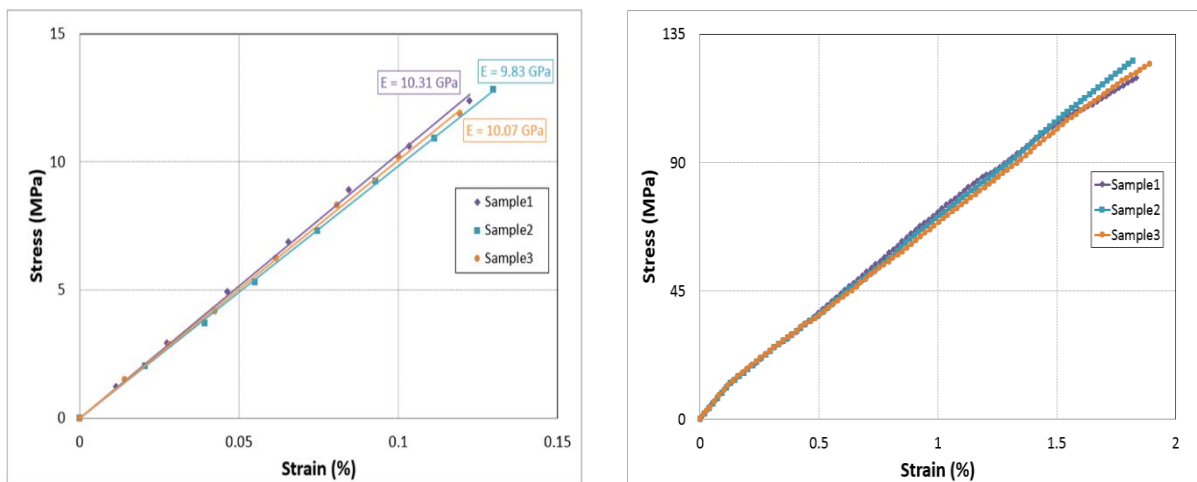 15
10
5
0
0
0.05
0.1
0.15
Stress (MPa)
Strain (%)
E = 10.31 GPa
E = 9.83 GPa
E = 10.07 GPa
Sample1
Sample2
Sample3
135
90
45
0
0
0.5
1
1.5
2
Stress (MPa)
Strain (%)
Sample1
Sample2
Sample3